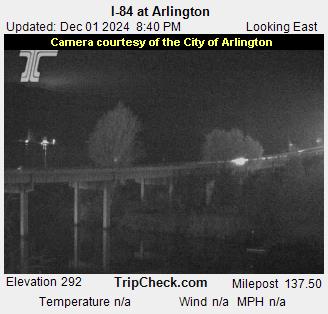 I-84 at Arlington
Updated: Dec 01 2024 8:40 PM Looking East
Camera courtesy of the City of Arlington
Elevation 292 TripCheck.com Milepost 137.50
Temperature n/a Wind n/a MPH n/a